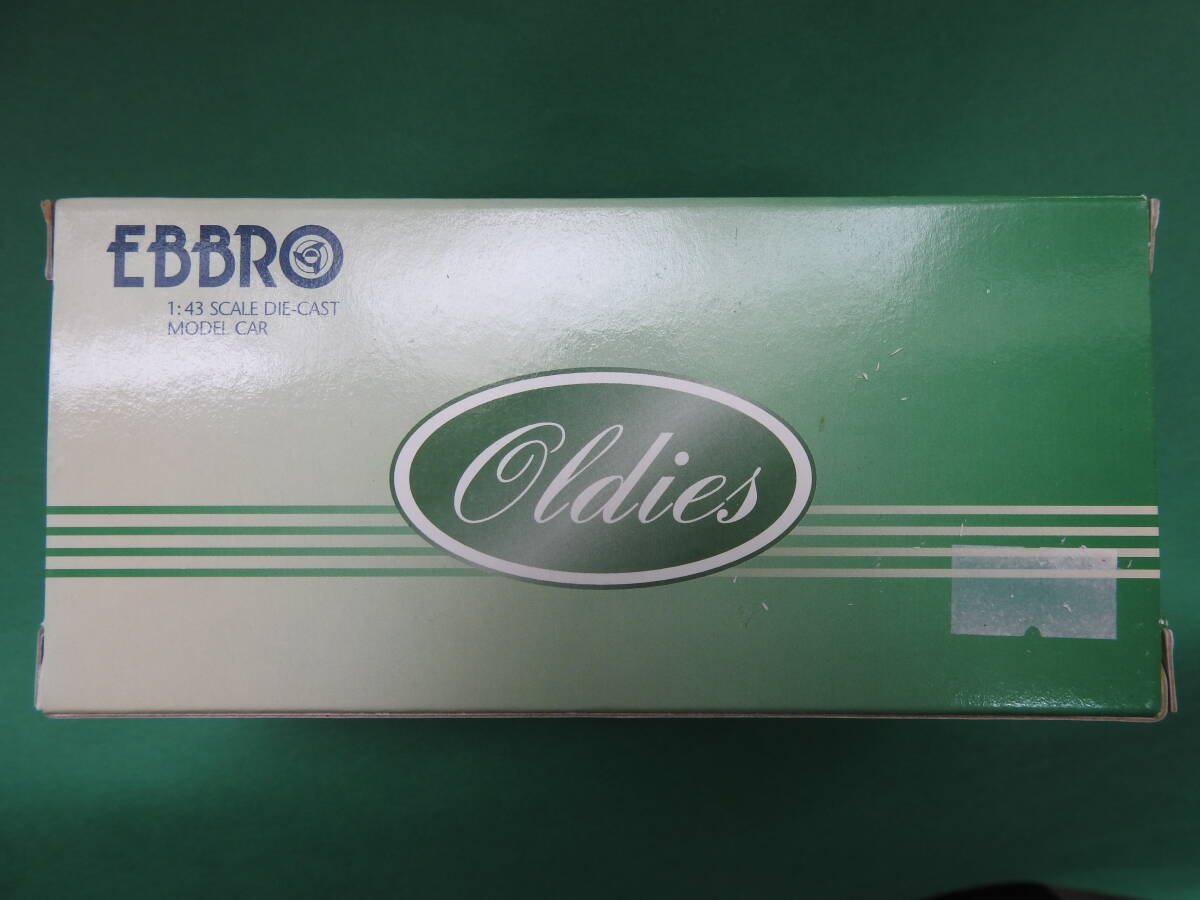 EBBRO
1:43 SCALE DIE-CAST
MODEL CAR
Oldies